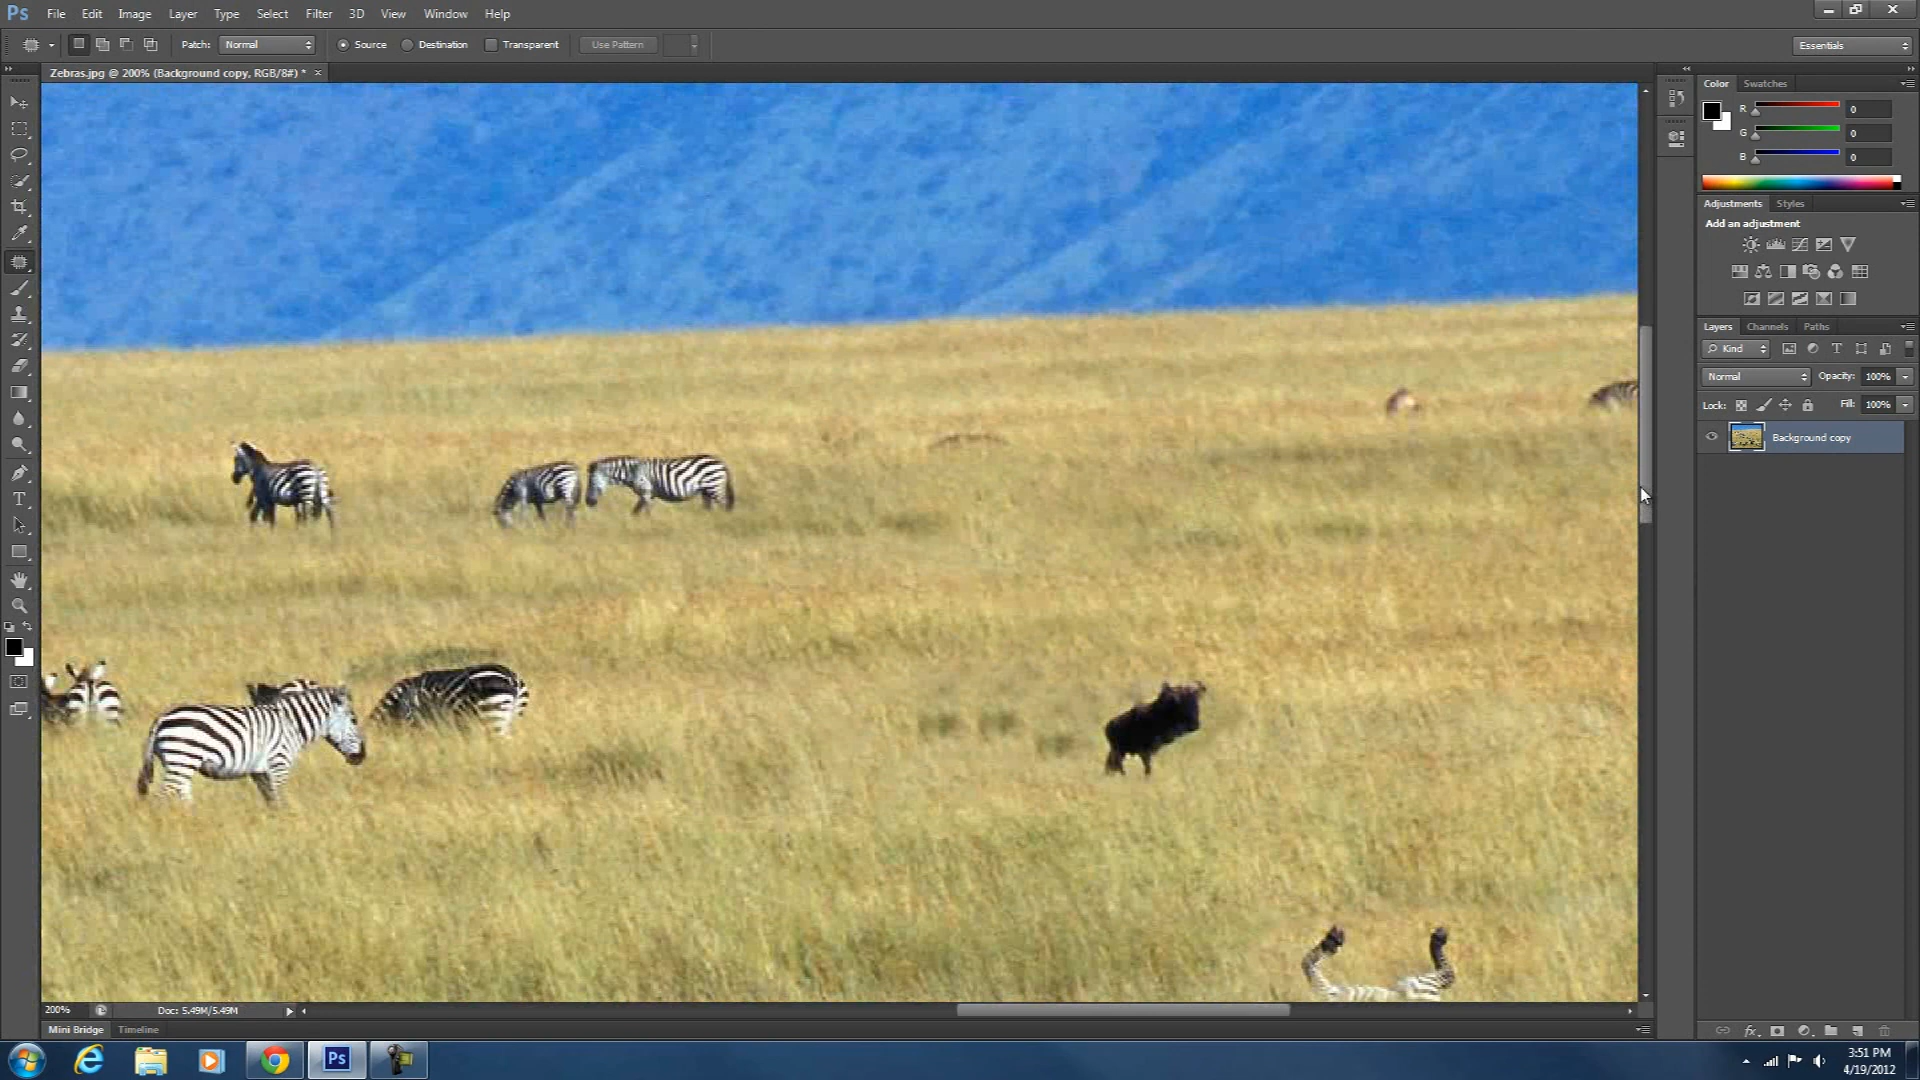 Ps File Edit Image Layer Type Select Filter 3D View Window Help
Patch: Normal Source Destination Transparent Use Pattern Essentials
Zebras.jpg @ 200% (Background copy, RGB/8#) * ×
Color Swatches
R 0
G 0
B 0
Adjustments Styles
Add an adjustment
Layers Channels Paths
Kind
Normal Opacity: 100%
Lock: Fill: 100%
Background copy
200% Doc: 5.49M/5.49M
Mini Bridge Timeline
Ps
3:51 PM
4/19/2012